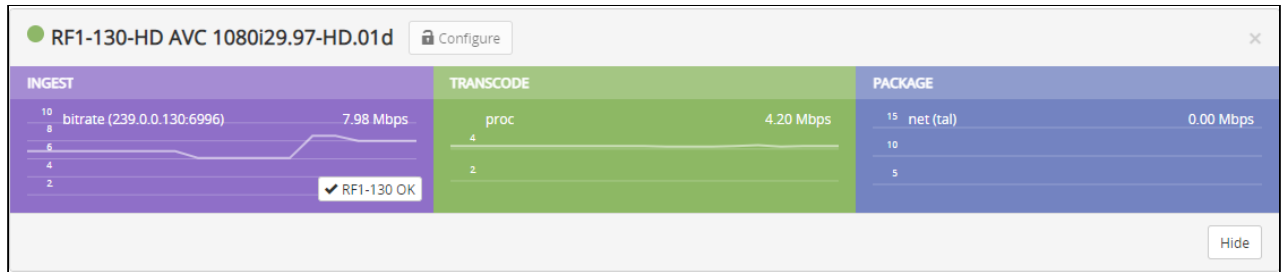 RF1-130-HD AVC 1080i29.97-HD.01d Configure ×
INGEST TRANSCODE PACKAGE
10 bitrate (239.0.0.130:6996) 7.98 Mbps proc 4.20 Mbps 15 net (tal) 0.00 Mbps
8
6 4 10
4 2 5
2 ✔ RF1-130 OK
Hide